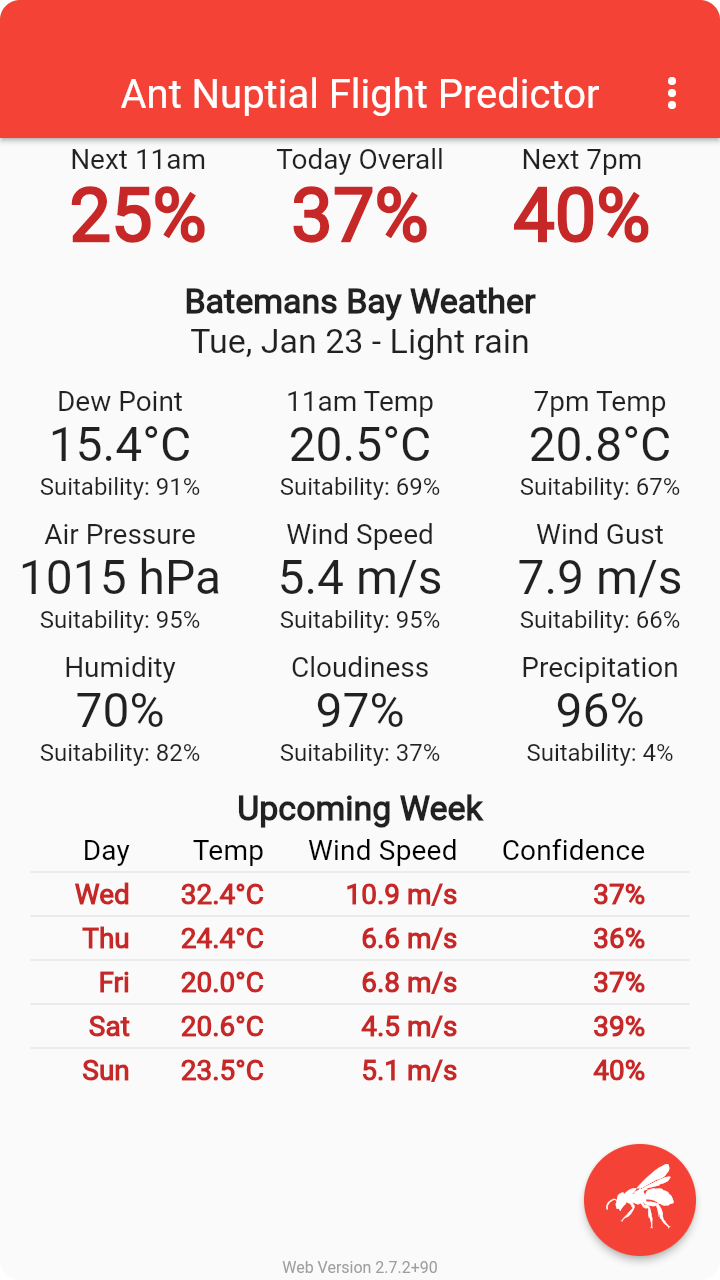 Ant Nuptial Flight Predictor
Next 11am Today Overall Next 7pm
25% 37% 40%
Batemans Bay Weather
Tue, Jan 23 - Light rain
Dew Point 11am Temp 7pm Temp
15.4°C 20.5°C 20.8°C
Suitability: 91% Suitability: 69% Suitability: 67%
Air Pressure Wind Speed Wind Gust
1015 hPa 5.4 m/s 7.9 m/s
Suitability: 95% Suitability: 95% Suitability: 66%
Humidity Cloudiness Precipitation
70% 97% 96%
Suitability: 82% Suitability: 37% Suitability: 4%
Upcoming Week
Day Temp Wind Speed Confidence
Wed 32.4°C 10.9 m/s 37%
Thu 24.4°C 6.6 m/s 36%
Fri 20.0°C 6.8 m/s 37%
Sat 20.6°C 4.5 m/s 39%
Sun 23.5°C 5.1 m/s 40%
Web Version 2.7.2+90